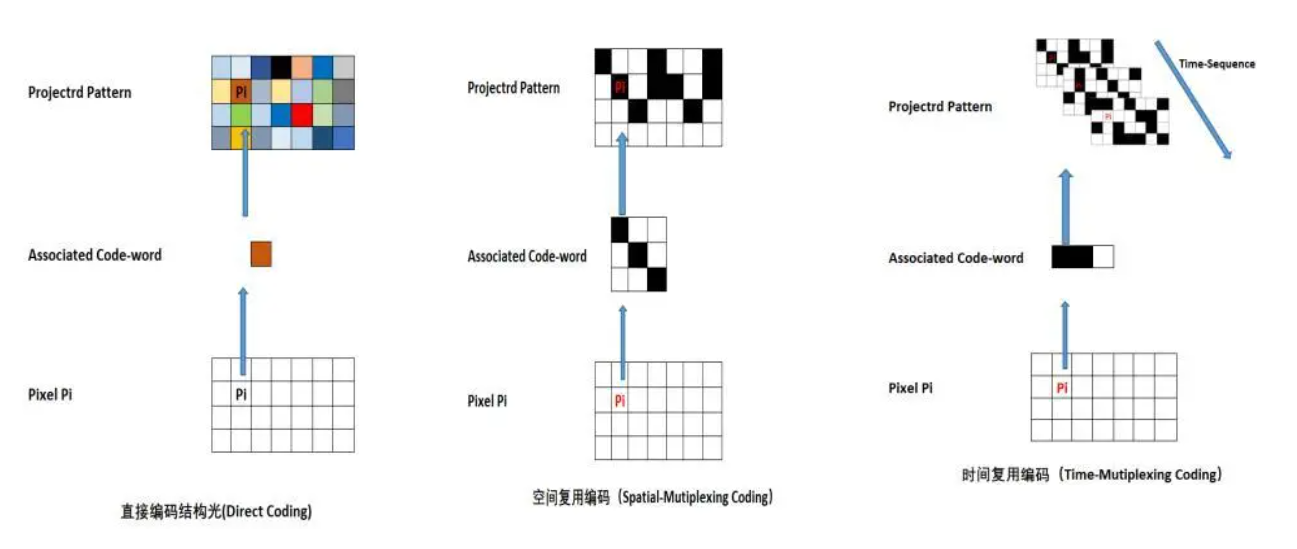 Projectrd Pattern
Pi
Associated Code-word
Pixel Pi
Pi
直接编码结构光(Direct Coding)
Projectrd Pattern
Pi
Associated Code-word
Pixel Pi
Pi
空间复用编码（Spatial-Mutiplexing Coding）
Time-Sequence
Projectrd Pattern
Pi
Associated Code-word
Pixel Pi
Pi
时间复用编码（Time-Mutiplexing Coding）